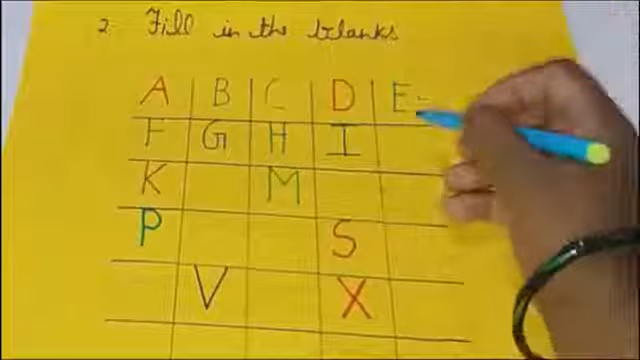 2 Fill in the blanks
A B C D E
F G H I
K M
P S
V X